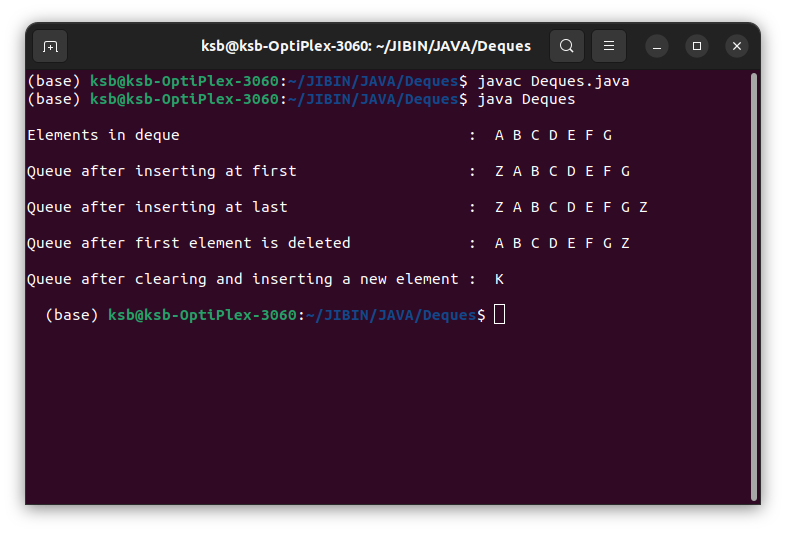 ksb@ksb-OptiPlex-3060: ~/JIBIN/JAVA/Deques
(base) ksb@ksb-OptiPlex-3060:~/JIBIN/JAVA/Deques$ javac Deques.java
(base) ksb@ksb-OptiPlex-3060:~/JIBIN/JAVA/Deques$ java Deques
Elements in deque                                :  A B C D E F G
Queue after inserting at first                   :  Z A B C D E F G
Queue after inserting at last                    :  Z A B C D E F G Z
Queue after first element is deleted             :  A B C D E F G Z
Queue after clearing and inserting a new element :  K
  (base) ksb@ksb-OptiPlex-3060:~/JIBIN/JAVA/Deques$